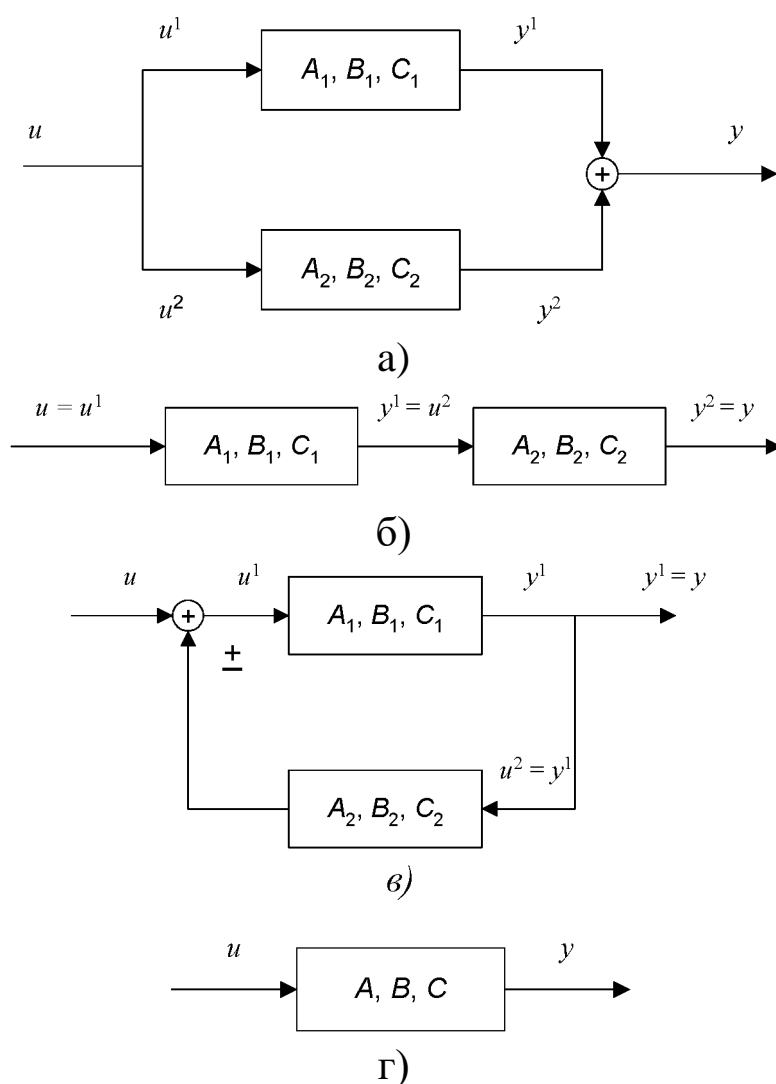 u¹
A₁, B₁, C₁
y¹
u
+
y
A₂, B₂, C₂
u²
y²
а)
u = u¹
A₁, B₁, C₁
y¹ = u²
A₂, B₂, C₂
y² = y
б)
u
+
u¹
A₁, B₁, C₁
y¹
y¹ = y
±
A₂, B₂, C₂
u² = y¹
в)
u
A, B, C
y
г)